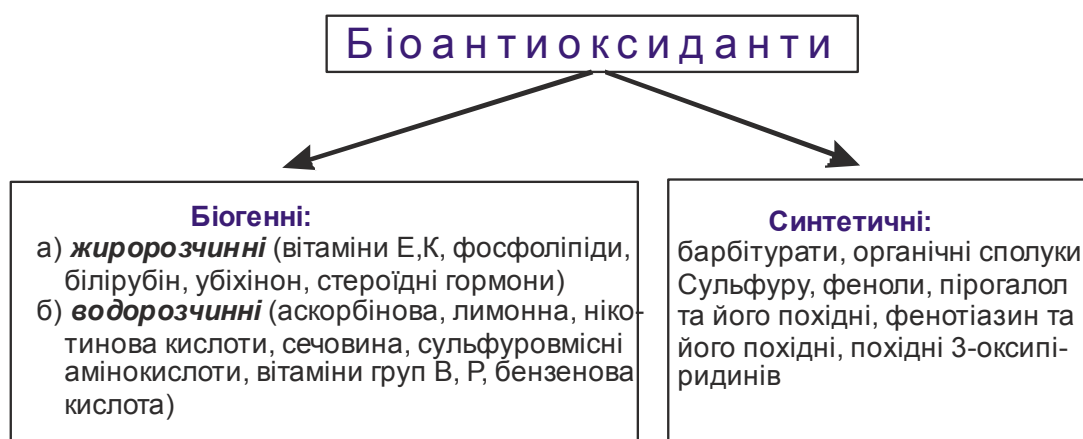 Біоантиоксиданти
Біогенні:
а) жиророзчинні (вітаміни Е,К, фосфоліпіди,
білірубін, убіхінон, стероїдні гормони)
б) водорозчинні (аскорбінова, лимонна, ніко-
тинова кислоти, сечовина, сульфуровмісні
амінокислоти, вітаміни груп В, Р, бензенова
кислота)
Синтетичні:
барбітурати, органічні сполуки
Сульфуру, феноли, пірогалол
та його похідні, фенотіазин та
його похідні, похідні 3-оксипі-
ридинів